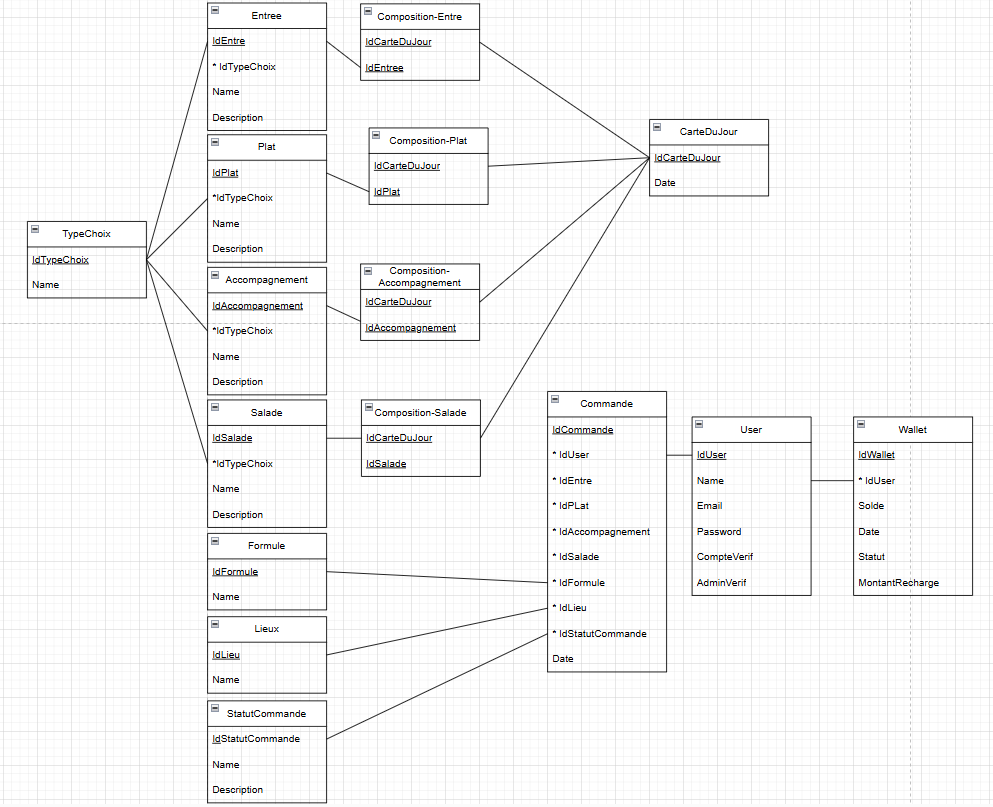 Entree
IdEntre
* IdTypeChoix
Name
Description
Composition-Entre
IdCarteDuJour
IdEntree
Plat
IdPlat
*IdTypeChoix
Name
Description
Composition-Plat
IdCarteDuJour
IdPlat
CarteDuJour
IdCarteDuJour
Date
TypeChoix
IdTypeChoix
Name
Accompagnement
IdAccompagnement
*IdTypeChoix
Name
Description
Composition-
Accompagnement
IdCarteDuJour
IdAccompagnement
Salade
IdSalade
*IdTypeChoix
Name
Description
Composition-Salade
IdCarteDuJour
IdSalade
Commande
IdCommande
* IdUser
* IdEntre
* IdPLat
* IdAccompagnement
* IdSalade
* IdFormule
* IdLieu
* IdStatutCommande
Date
User
IdUser
Name
Email
Password
CompteVerif
AdminVerif
Wallet
IdWallet
* IdUser
Solde
Date
Statut
MontantRecharge
Formule
IdFormule
Name
Lieux
IdLieu
Name
StatutCommande
IdStatutCommande
Name
Description